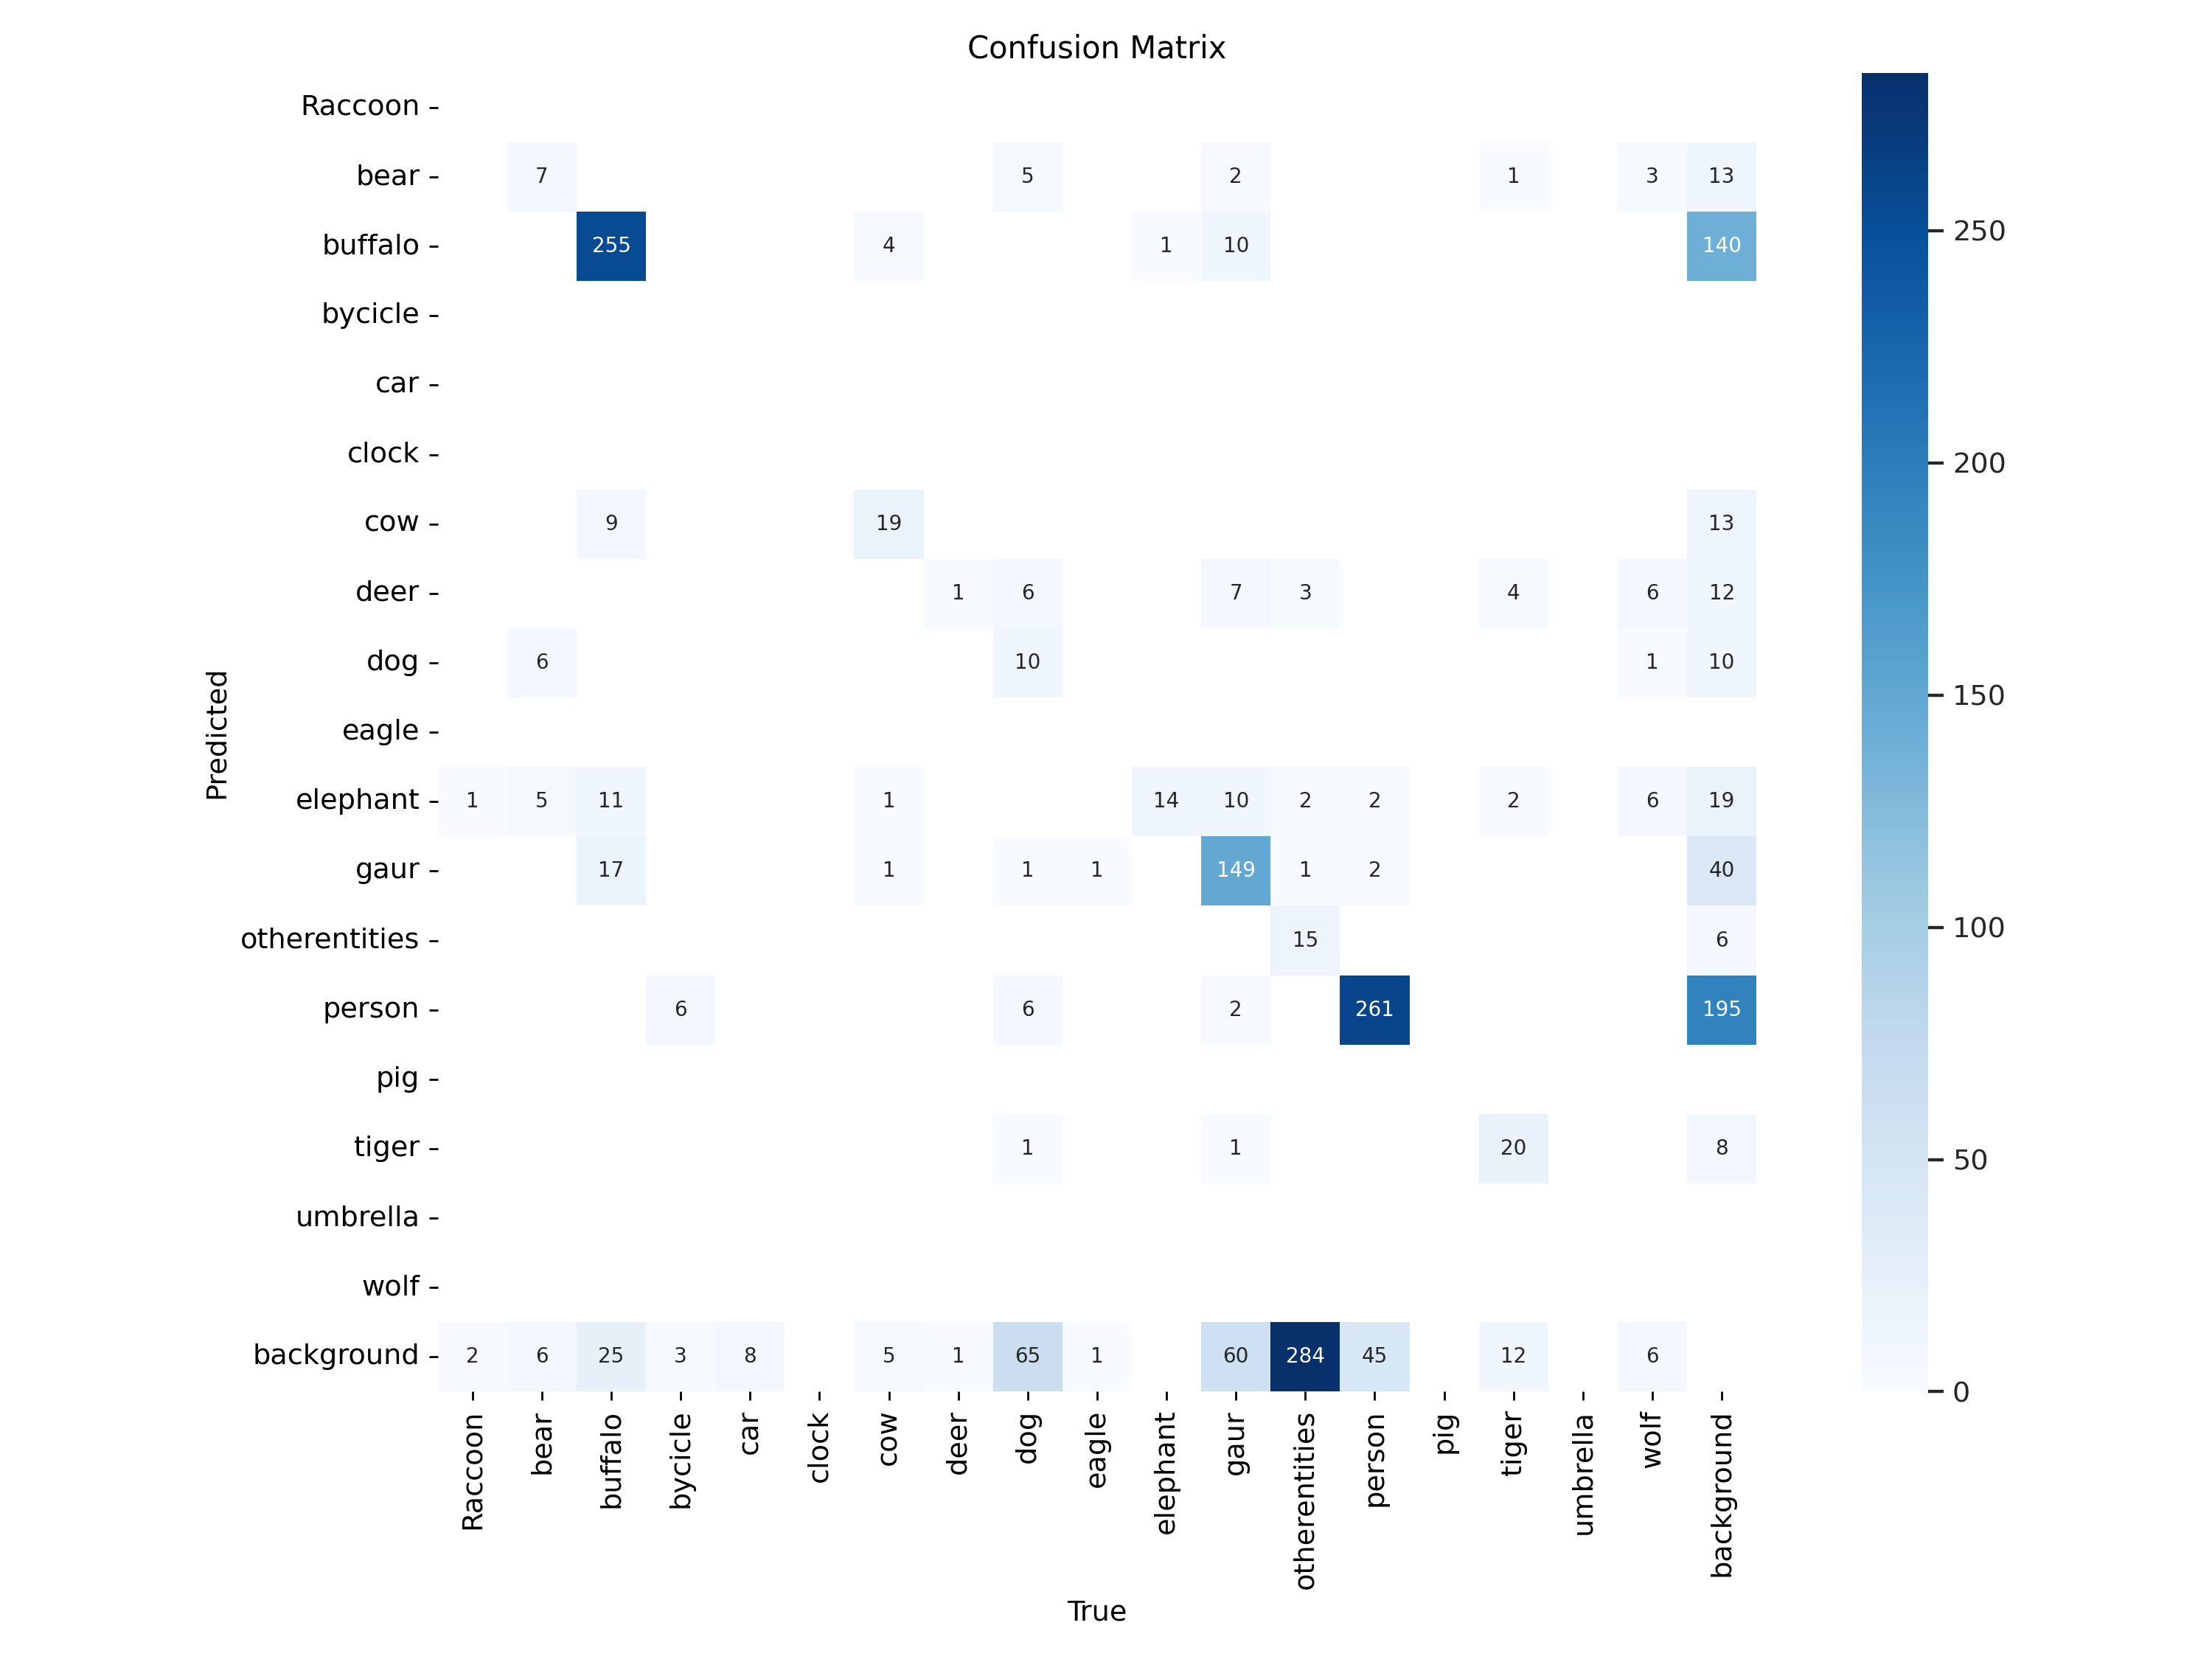 Confusion Matrix
Raccoon
bear 7 5 2 1 3 13
buffalo 255 4 1 10 140
bycicle
car
clock
cow 9 19 13
deer 1 6 7 3 4 6 12
dog 6 10 1 10
eagle
elephant 1 5 11 1 14 10 2 2 2 6 19
gaur 17 1 1 1 149 1 2 40
otherentities 15 6
person 6 6 2 261 195
pig
tiger 1 1 20 8
umbrella
wolf
background 2 6 25 3 8 5 1 65 1 60 284 45 12 6
Predicted
Raccoon bear buffalo bycicle car clock cow deer dog eagle elephant gaur otherentities person pig tiger umbrella wolf background
True
250
200
150
100
50
0